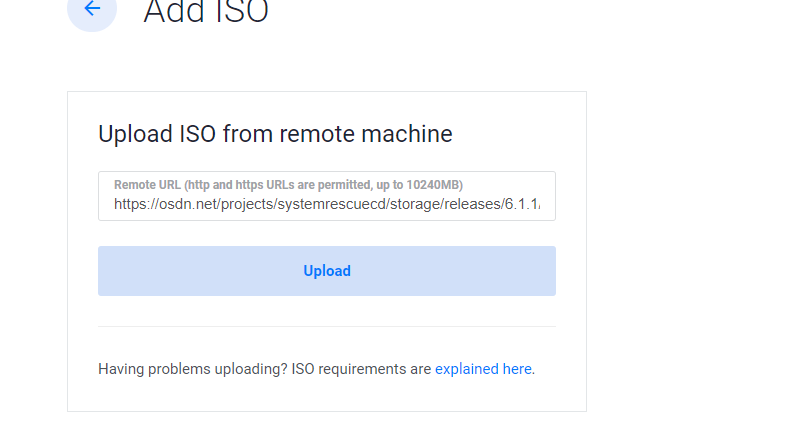 Add ISO
Upload ISO from remote machine
Remote URL (http and https URLs are permitted, up to 10240MB)
https://osdn.net/projects/systemrescuecd/storage/releases/6.1.1/
Upload
Having problems uploading? ISO requirements are explained here.